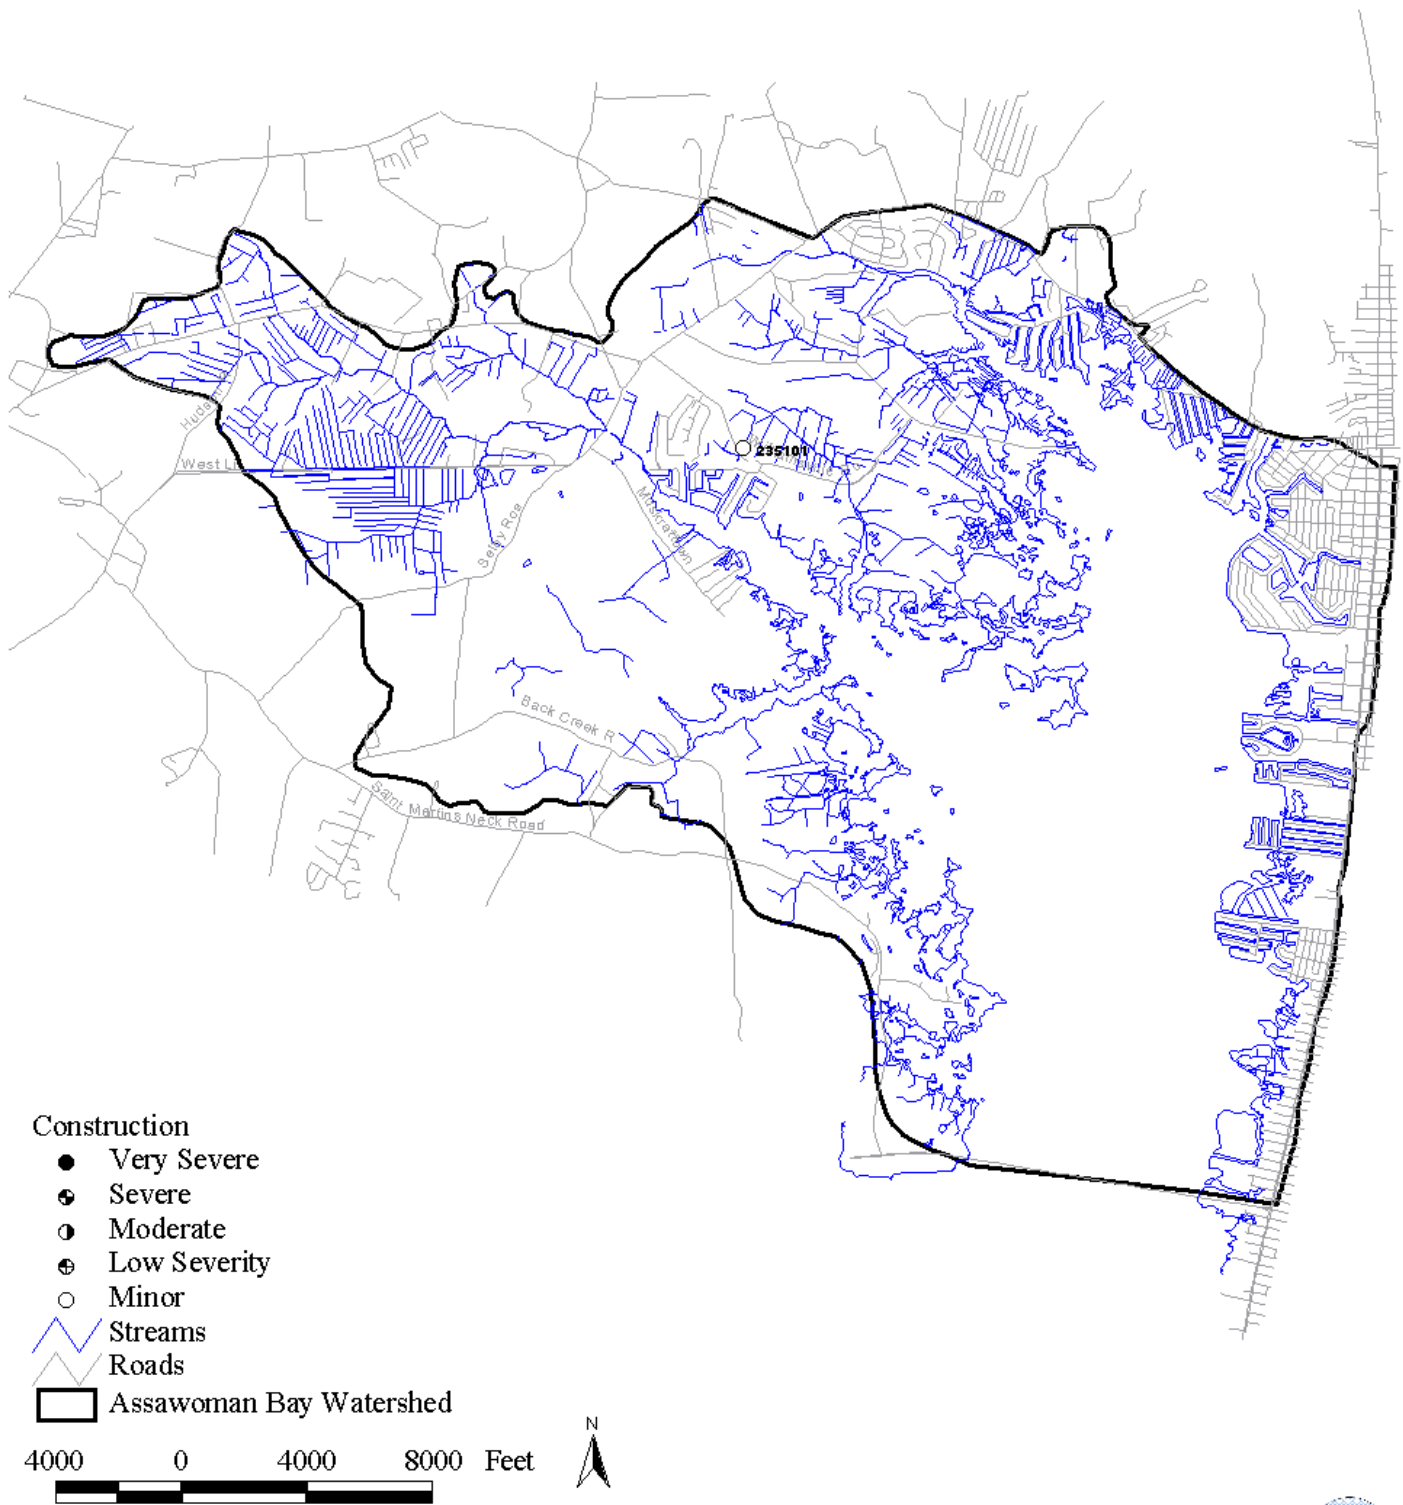 235101
West Li
Muskrattown
Selby Roa
Back Creek R
Saint Martins Neck Road
Construction
Very Severe
Severe
Moderate
Low Severity
Minor
Streams
Roads
Assawoman Bay Watershed
N
4000 0 4000 8000 Feet